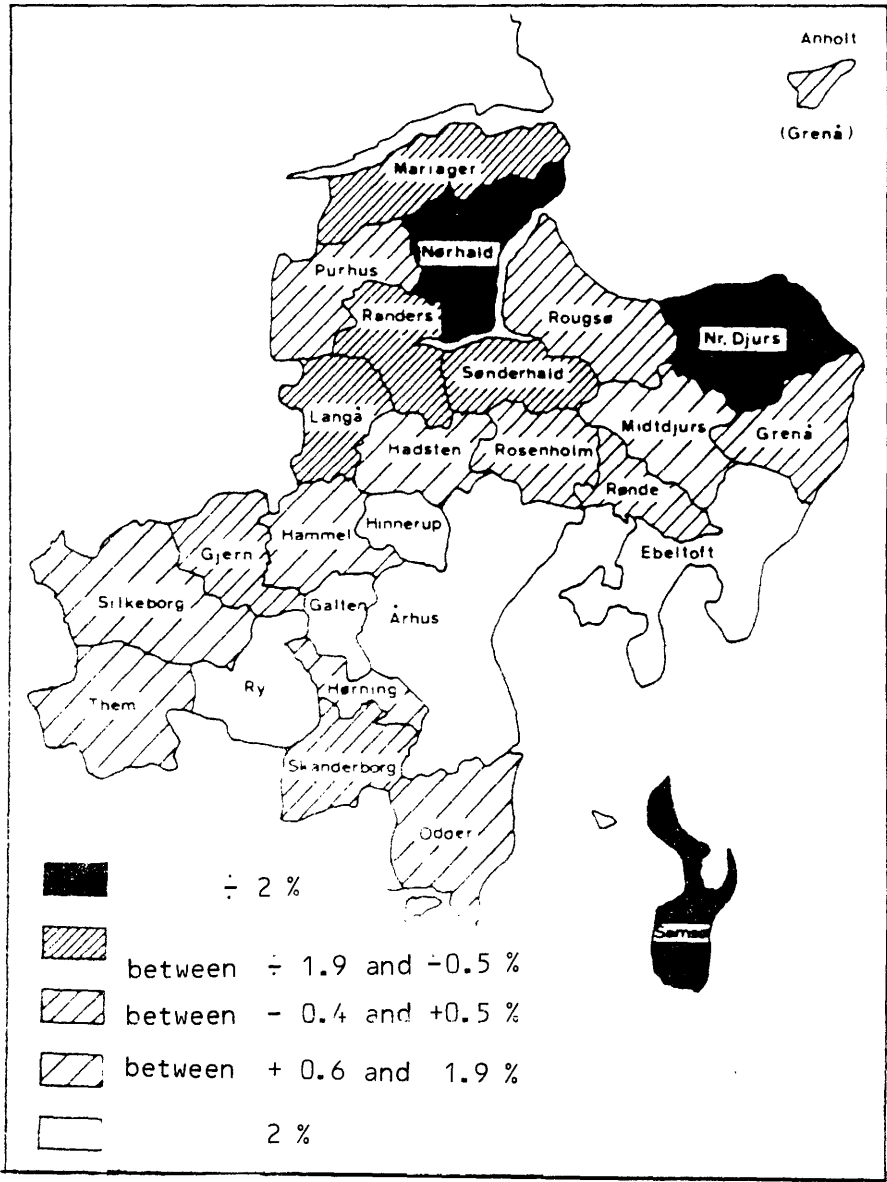 Anholt
(Grenå)
Mariager
Nørhald
Purhus
Randers
Rougsø
Nr. Djurs
Sønderhald
Langå
Midtdjurs
Grenå
Hadsten
Rosenholm
Rønde
Hinnerup
Hammel
Gjern
Ebeltoft
Silkeborg
Galten
Århus
Ry
Hørning
Them
Skanderborg
Odder
Samsø
÷ 2 %
between ÷ 1.9 and ÷0.5 %
between - 0.4 and +0.5 %
between + 0.6 and 1.9 %
2 %